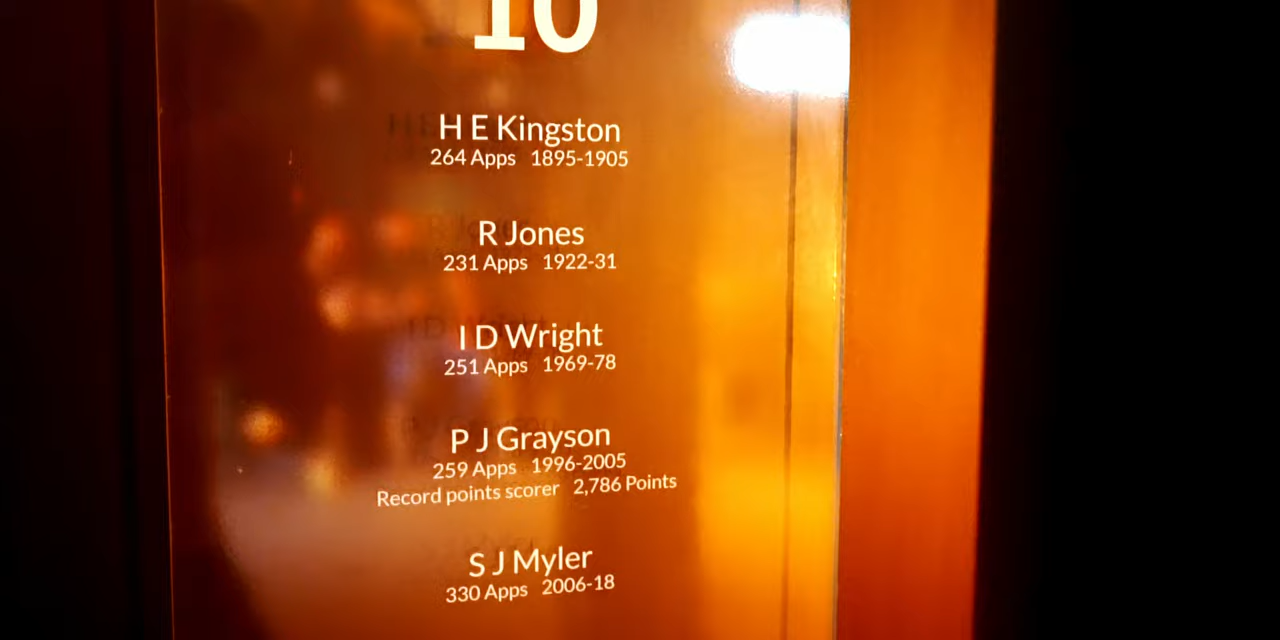 10
H E Kingston
264 Apps 1895-1905
R Jones
231 Apps 1922-31
I D Wright
251 Apps 1969-78
P J Grayson
259 Apps 1996-2005
Record points scorer 2,786 Points
S J Myler
330 Apps 2006-18